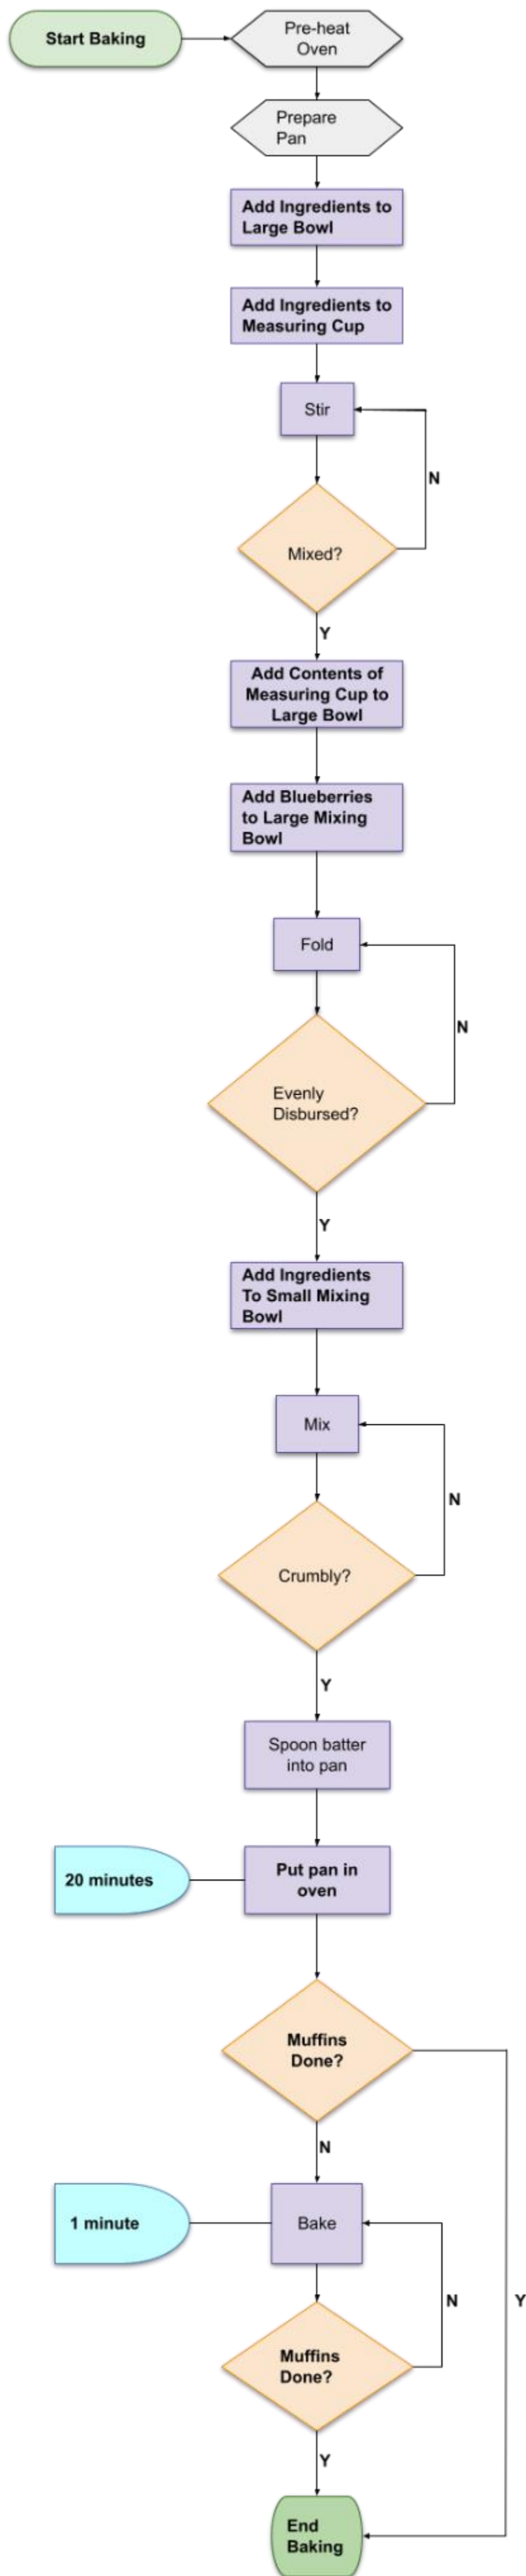 Start Baking
Pre-heat
Oven
Prepare
Pan
Add Ingredients to
Large Bowl
Add Ingredients to
Measuring Cup
Stir
N
Mixed?
Y
Add Contents of
Measuring Cup to
Large Bowl
Add Blueberries
to Large Mixing
Bowl
Fold
N
Evenly
Disbursed?
Y
Add Ingredients
To Small Mixing
Bowl
Mix
N
Crumbly?
Y
Spoon batter
into pan
20 minutes
Put pan in
oven
Muffins
Done?
N
1 minute
Bake
N
Y
Muffins
Done?
Y
End
Baking